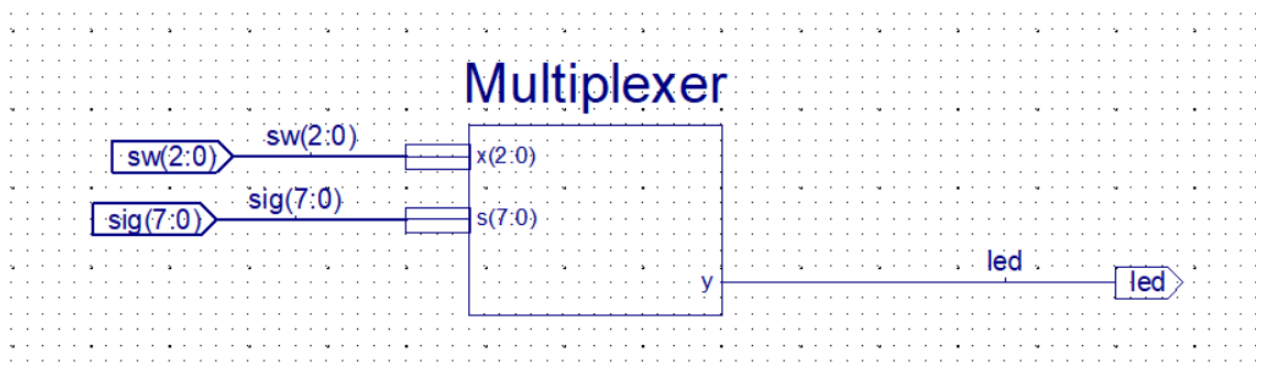 Multiplexer
sw(2:0)
sw(2:0)
x(2:0)
sig(7:0)
sig(7:0)
s(7:0)
led
y
led